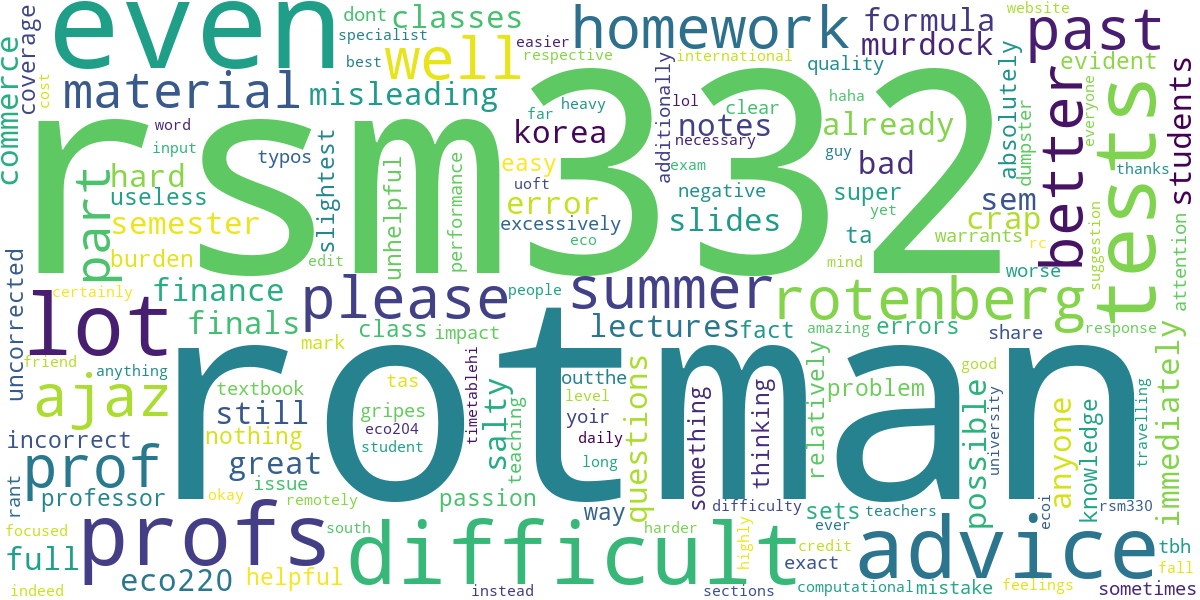 even
dont
classes
specialist
best
well
easier
respective
homework
formula
murdock
website
past
evident
commerce
coverage
cost
material
misleading
international
quality
absolutely
students
rsm332
word
input
typos
slightest
far
heavy
korea
easy
uoft
error
excessively
eco
additionally
lol
notes
necessary
exam
clear
negative
slides
haha
already
guy
bad
super
yet
ta
mind
sem
crap
warrants
dumpster
worse
better
rc
everyone
tests
suggestion
thanks
attention
part
hard
useless
semester
burden
edit
unhelpful
performance
uncorrected
certainly
finance
finals
please
people
summer
rotenberg
lot
class
impact
mark
lectures
fact
amazing
errors
share
response
friend
anything
ajaz
rotman
textbook
still
nothing
great
issue
tas
gripes
eco204
student
timetablehi
salty
teaching
outthe
level
yoir
daily
long
way
questions
something
thinking
relatively
problem
good
possible
university
anyone
knowledge
travelling
immediately
incorrect
prof
professor
rant
okay
remotely
passion
difficulty
sets
teachers
ecoi
rsm330
focused
full
profs
south
difficult
harder
highly
ever
credit
exact
advice
tbh
fall
feelings
indeed
eco220
helpful
instead
sections
computational
mistake
sometimes